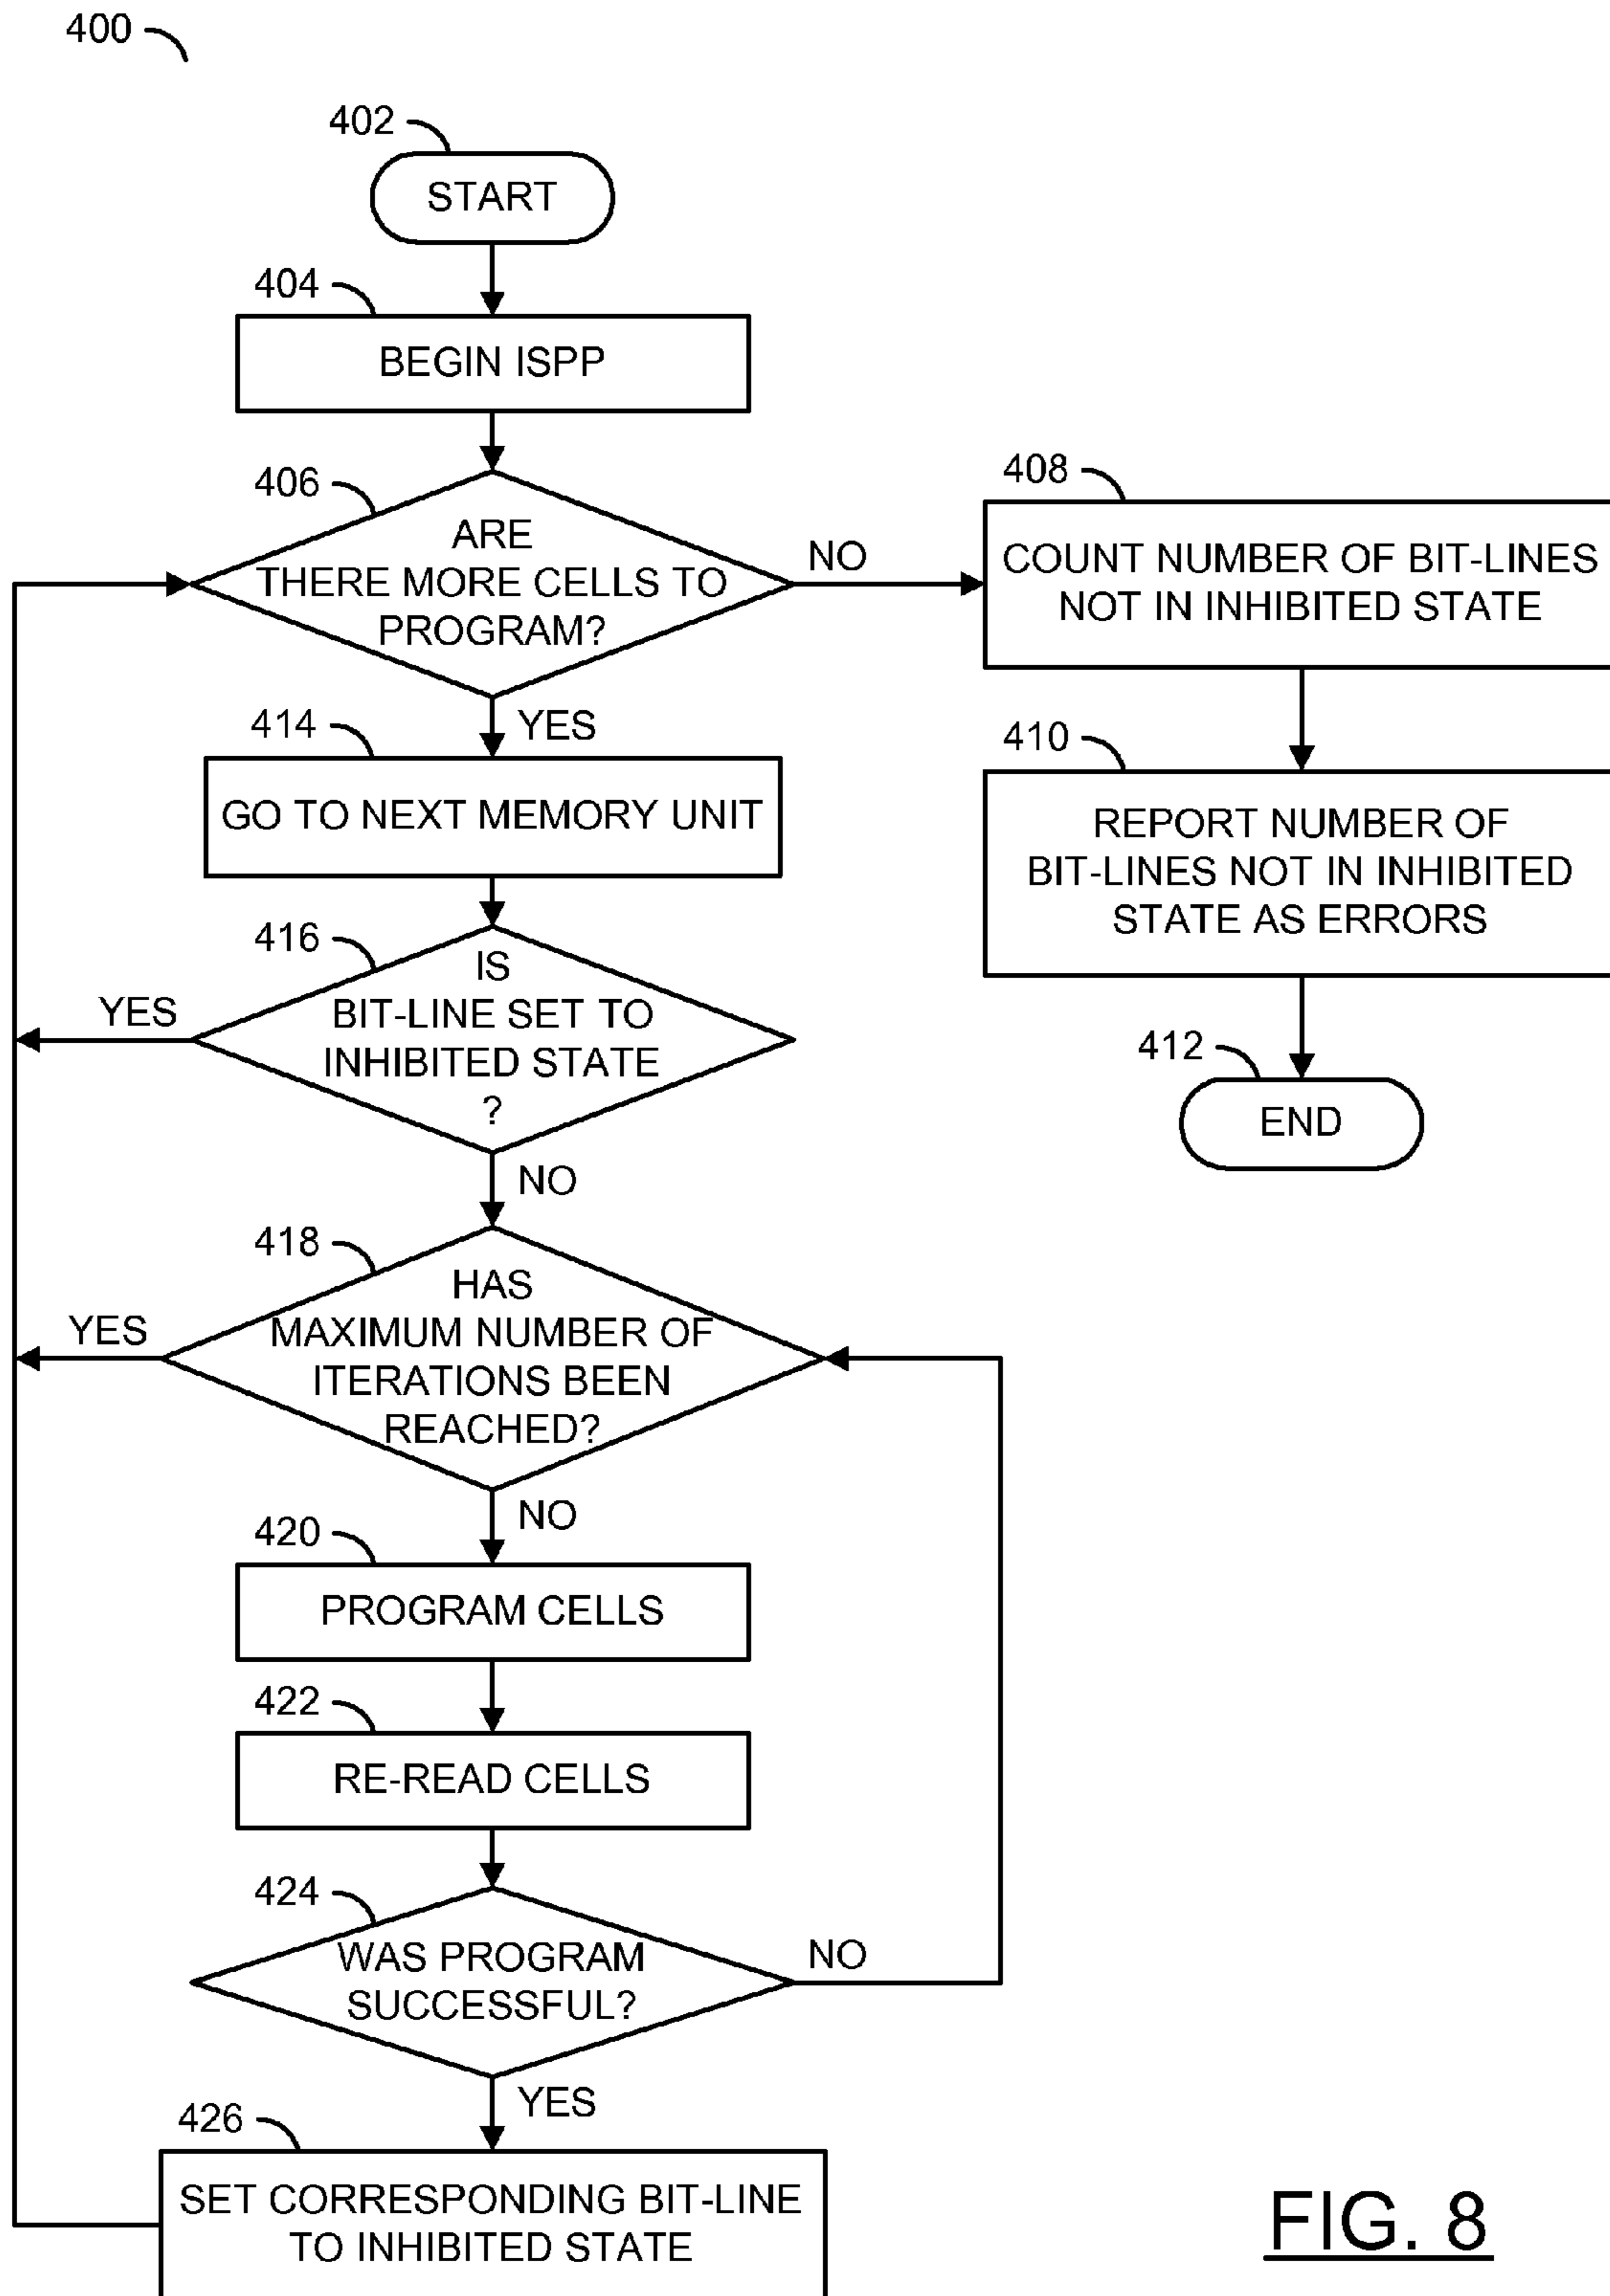 400
402
START
404
BEGIN ISPP
406
ARE
THERE MORE CELLS TO
PROGRAM?
NO
408
COUNT NUMBER OF BIT-LINES
NOT IN INHIBITED STATE
YES
410
REPORT NUMBER OF
BIT-LINES NOT IN INHIBITED
STATE AS ERRORS
412
END
414
GO TO NEXT MEMORY UNIT
416
IS
BIT-LINE SET TO
INHIBITED STATE
?
YES
NO
418
HAS
MAXIMUM NUMBER OF
ITERATIONS BEEN
REACHED?
YES
NO
420
PROGRAM CELLS
422
RE-READ CELLS
424
WAS PROGRAM
SUCCESSFUL?
NO
YES
426
SET CORRESPONDING BIT-LINE
TO INHIBITED STATE
FIG. 8